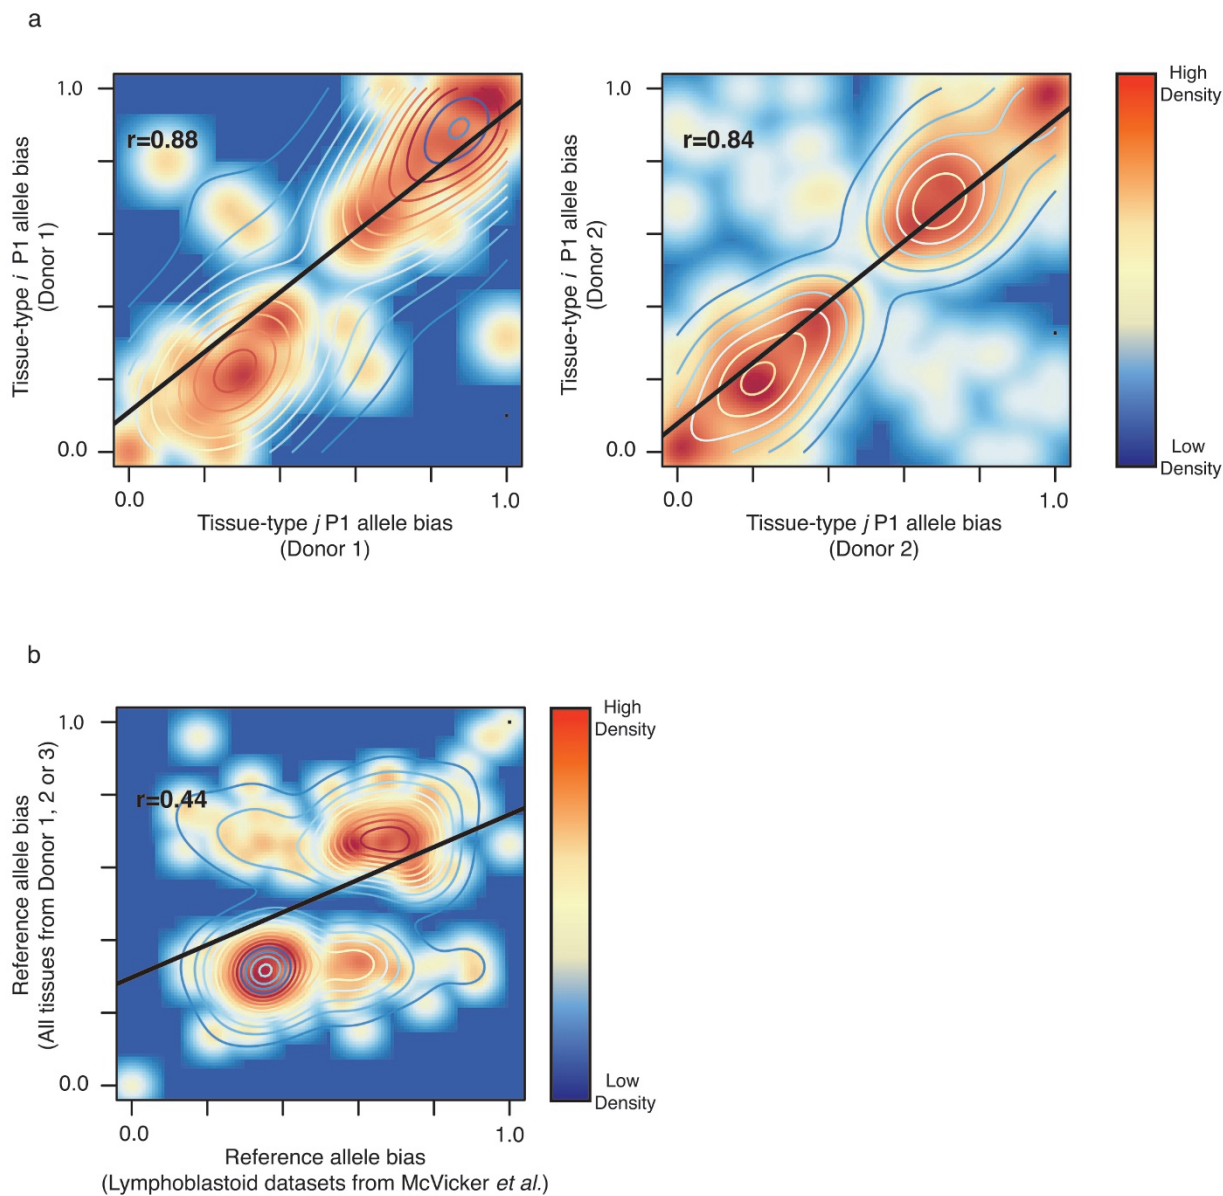 a
1.0
r=0.88
Tissue-type i P1 allele bias
(Donor 1)
0.0
0.0
1.0
Tissue-type j P1 allele bias
(Donor 1)
1.0
r=0.84
Tissue-type i P1 allele bias
(Donor 2)
0.0
0.0
1.0
Tissue-type j P1 allele bias
(Donor 2)
High
Density
Low
Density
b
1.0
r=0.44
Reference allele bias
(All tissues from Donor 1, 2 or 3)
0.0
0.0
1.0
Reference allele bias
(Lymphoblastoid datasets from McVicker et al.)
High
Density
Low
Density